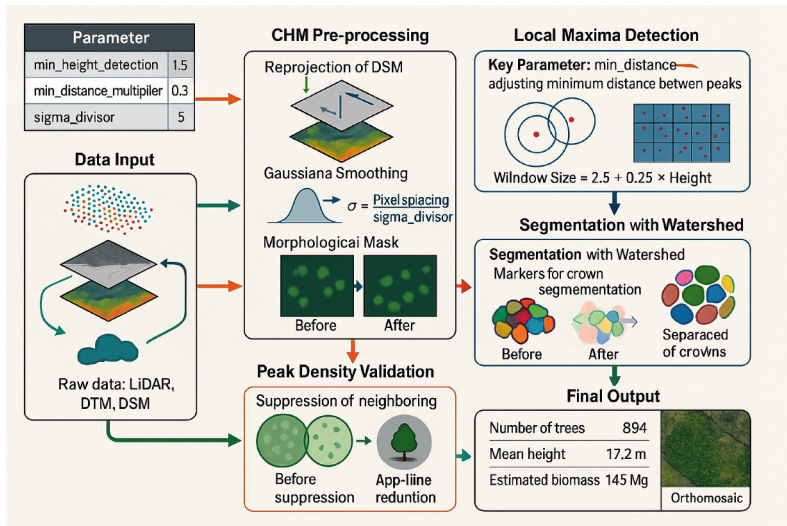 Parameter
min_height_detection 1.5
min_distance_multipiler 0.3
sigma_divisor 5
Data Input
Raw data: LiDAR,
DTM, DSM
CHM Pre-processing
Reprojection of DSM
Gaussiana Smoothing
σ = Pixel spiacing
sigma_divisor
Morphologicai Mask
Before After
Peak Density Validation
Suppression of neighboring
Before
suppression
App-liine
reduntion
Local Maxima Detection
Key Parameter: min_distance
adjusting minimum distance betwen peaks
Wilndow Size = 2.5 + 0.25 × Height
Segmentation with Watershed
Segmentation with Watershed
Markers for crown
segmementation
Before After
Separaced
of crowns
Final Output
Number of trees 894
Mean height 17.2 m
Estimated biomass 145 Mg
Orthomosaic